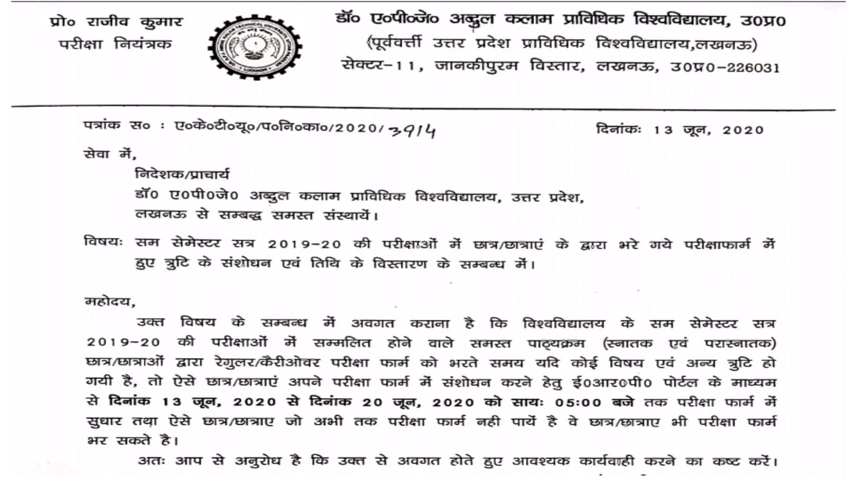 प्रो० राजीव कुमार
परीक्षा नियंत्रक
डॉ० ए०पी०जे० अब्दुल कलाम प्राविधिक विश्वविद्यालय, उ०प्र०
(पूर्ववर्त्ती उत्तर प्रदेश प्राविधिक विश्वविद्यालय,लखनऊ)
सेक्टर-11, जानकीपुरम विस्तार, लखनऊ, उ0प्र0-226031
पत्रांक स० : ए०के०टी०यू०/प०नि०का०/2020/3914
दिनांकः 13 जून, 2020
सेवा में,
निदेशक/प्राचार्य
डॉ० ए0पी0जे0 अब्दुल कलाम प्राविधिक विश्वविद्यालय, उत्तर प्रदेश,
लखनऊ से सम्बद्ध समस्त संस्थायें।
विषयः सम सेमेस्टर सत्र 2019-20 की परीक्षाओं में छात्र/छात्राएं के द्वारा भरे गये परीक्षाफार्म में
हुए त्रुटि के संशोधन एवं तिथि के विस्तारण के सम्बन्ध में।
महोदय,
उक्त विषय के सम्बन्ध में अवगत कराना है कि विश्वविद्यालय के सम सेमेस्टर सत्र
2019-20 की परीक्षाओं में सम्मलित होने वाले समस्त पाठ्यक्रम (स्नातक एवं परास्नातक)
छात्र/छात्राओं द्वारा रेगुलर/कैरीओवर परीक्षा फार्म को भरते समय यदि कोई विषय एवं अन्य त्रुटि हो
गयी है, तो ऐसे छात्र/छात्राएं अपने परीक्षा फार्म में संशोधन करने हेतु ई०आर०पी० पोर्टल के माध्यम
से दिनांक 13 जून, 2020 से दिनांक 20 जून, 2020 को सायः 05:00 बजे तक परीक्षा फार्म में
सुधार तथा ऐसे छात्र/छात्राए जो अभी तक परीक्षा फार्म नही पायें है वे छात्र/छात्राए भी परीक्षा फार्म
भर सकते है।
अतः आप से अनुरोध है कि उक्त से अवगत होते हुए आवश्यक कार्यवाही करने का कष्ट करें।